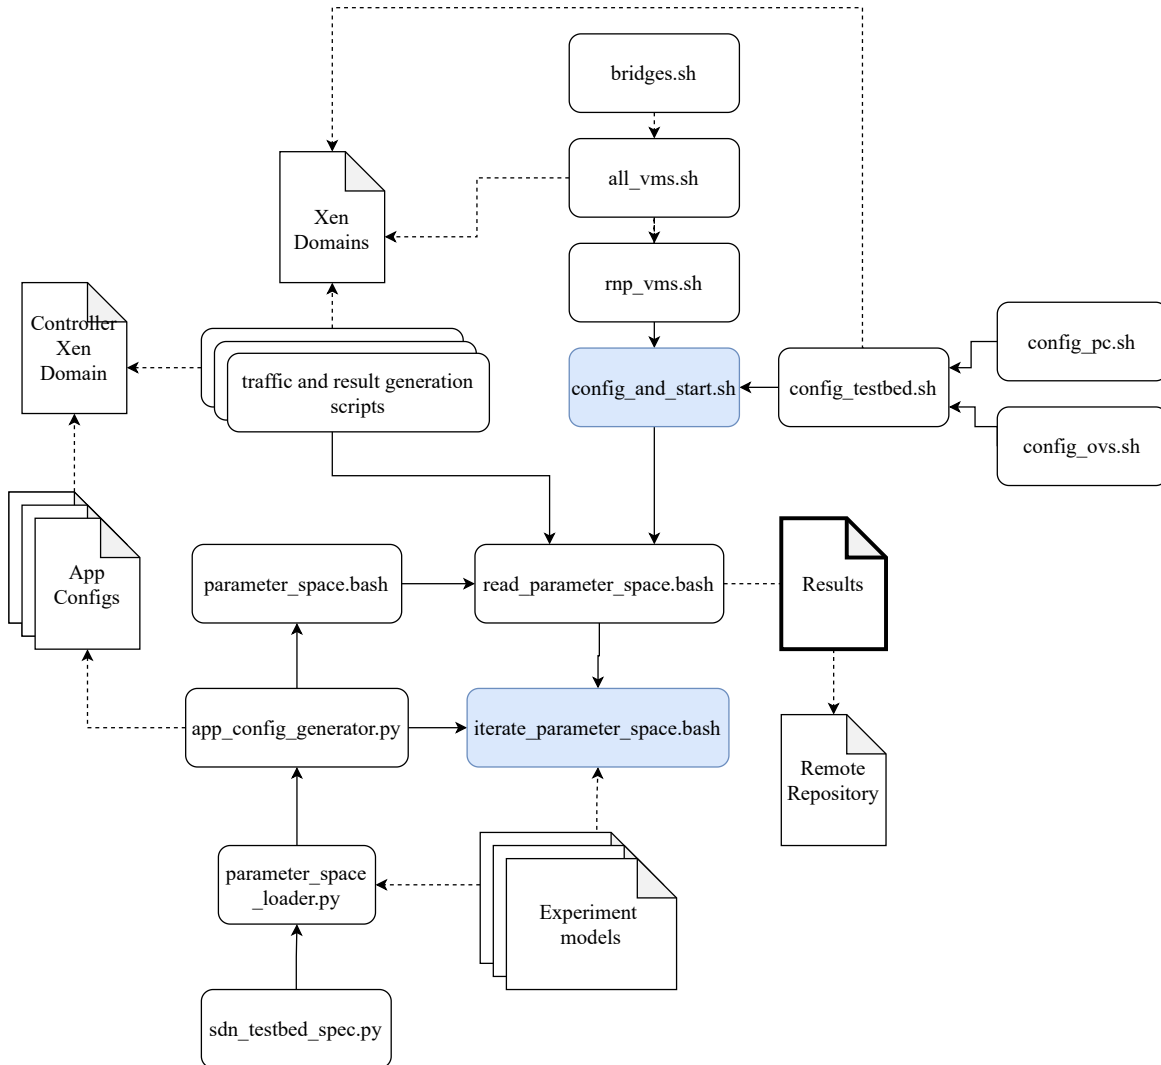 bridges.sh
all_vms.sh
Xen
Domains
rnp_vms.sh
Controller
Xen
Domain
config_pc.sh
traffic and result generation
scripts
config_and_start.sh
config_testbed.sh
config_ovs.sh
App
Configs
parameter_space.bash
read_parameter_space.bash
Results
app_config_generator.py
iterate_parameter_space.bash
Remote
Repository
parameter_space
_loader.py
Experiment
models
sdn_testbed_spec.py